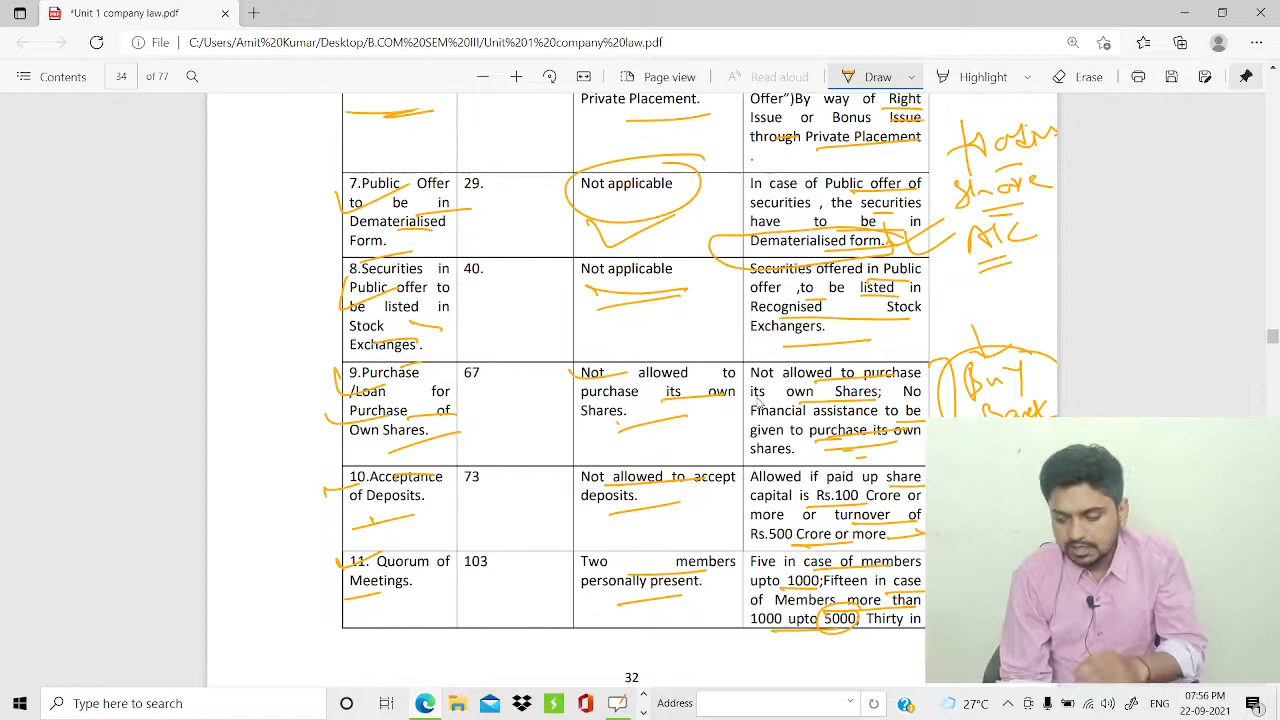 *Unit 1 company law.pdf
File
C:/Users/Amit%20Kumar/Desktop/B.COM%20SEM%20III/Unit%201%20company%20law.pdf
Contents
34
of 77
Page view
Read aloud
Draw
Highlight
Erase
Private Placement.
Offer”)By way of Right
Issue or Bonus Issue
through Private Placement
.
7.Public Offer
to be in
Dematerialised
Form.
29.
Not applicable
In case of Public offer of
securities , the securities
have to be in
Dematerialised form.
share
A/C
8.Securities in
Public offer to
be listed in
Stock
Exchanges .
40.
Not applicable
Securities offered in Public
offer ,to be listed in
Recognised Stock
Exchangers.
9.Purchase
/Loan for
Purchase of
Own Shares.
67
Not allowed to
purchase its own
Shares.
Not allowed to purchase
its own Shares; No
Financial assistance to be
given to purchase its own
shares.
Buy
10.Acceptance
of Deposits.
73
Not allowed to accept
deposits.
Allowed if paid up share
capital is Rs.100 Crore or
more or turnover of
Rs.500 Crore or more.
11. Quorum of
Meetings.
103
Two members
personally present.
Five in case of members
upto 1000;Fifteen in case
of Members more than
1000 upto 5000; Thirty in
32
Type here to search
Address
27°C
ENG
07:56 PM
22-09-2021